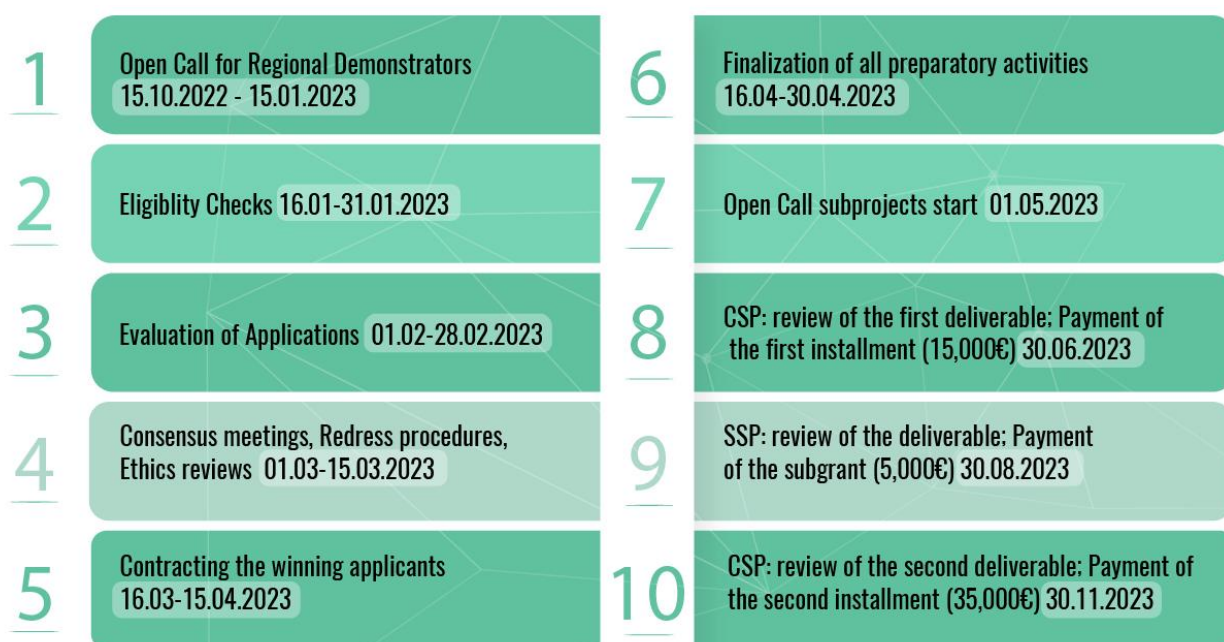 1
Open Call for Regional Demonstrators
15.10.2022 - 15.01.2023
2
Eligiblity Checks 16.01-31.01.2023
3
Evaluation of Applications 01.02-28.02.2023
4
Consensus meetings, Redress procedures,
Ethics reviews 01.03-15.03.2023
5
Contracting the winning applicants
16.03-15.04.2023
6
Finalization of all preparatory activities
16.04-30.04.2023
7
Open Call subprojects start 01.05.2023
8
CSP: review of the first deliverable; Payment of
the first installment (15,000€) 30.06.2023
9
SSP: review of the deliverable; Payment
of the subgrant (5,000€) 30.08.2023
10
CSP: review of the second deliverable; Payment of
the second installment (35,000€) 30.11.2023